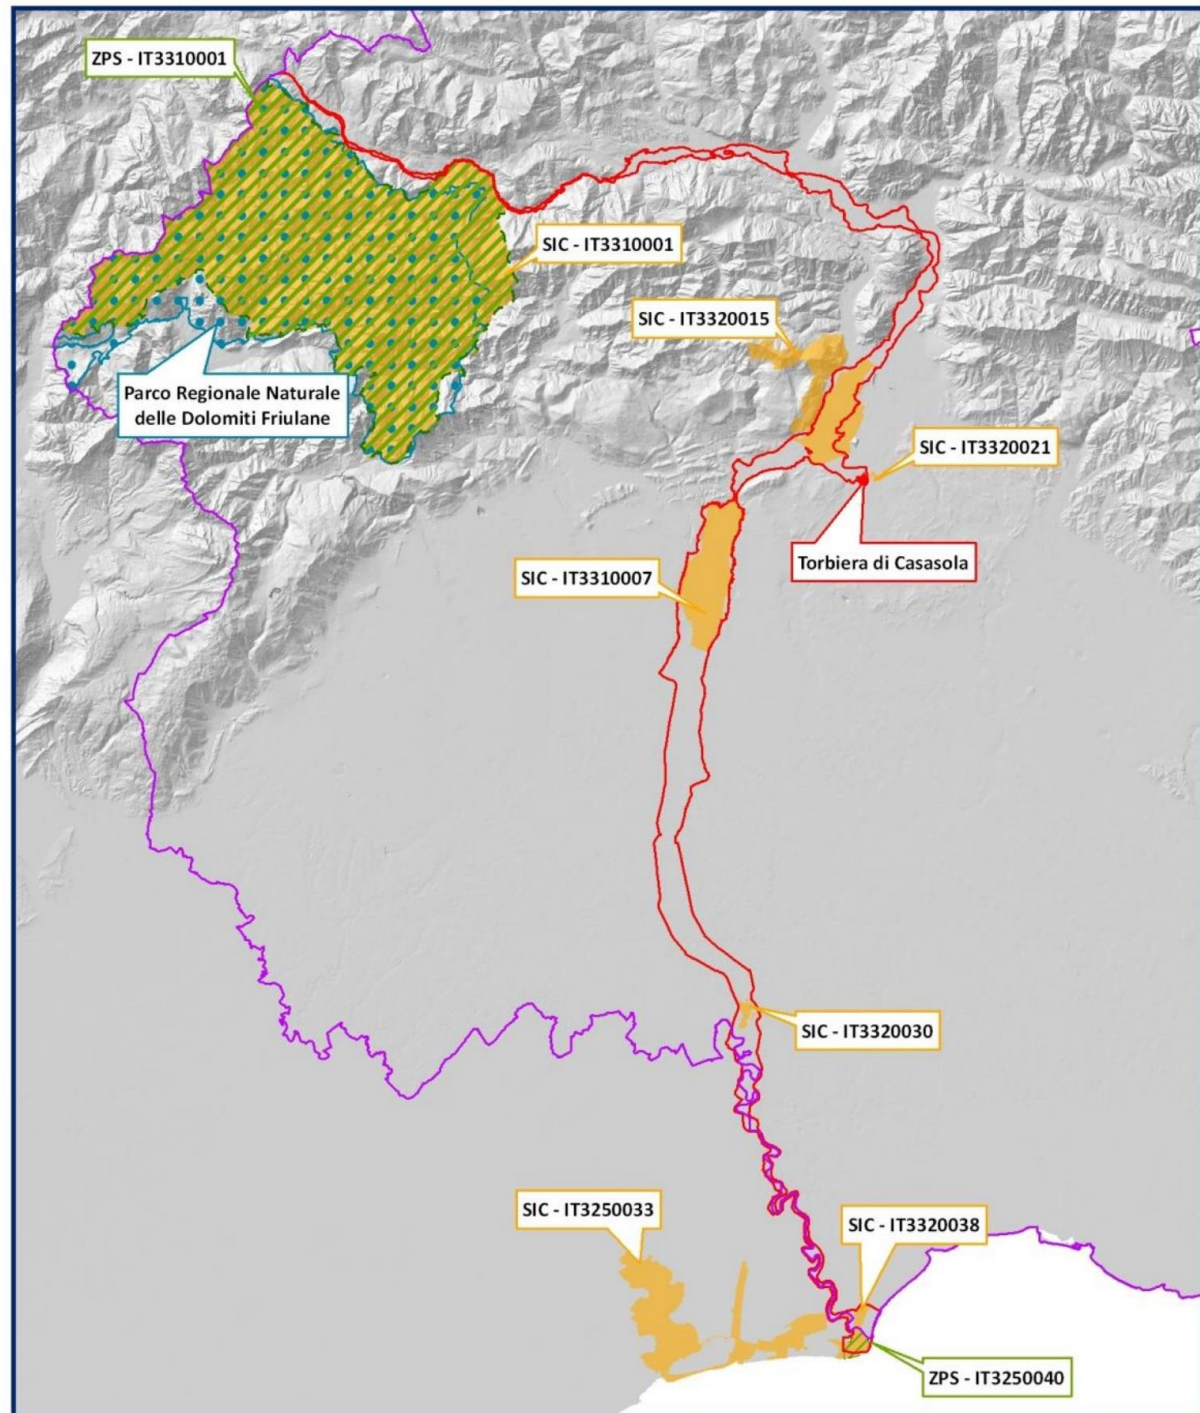 ZPS - IT3310001
SIC - IT3310001
SIC - IT3320015
Parco Regionale Naturale
delle Dolomiti Friulane
SIC - IT3320021
Torbiera di Casasola
SIC - IT3310007
SIC - IT3320030
SIC - IT3250033
SIC - IT3320038
ZPS - IT3250040